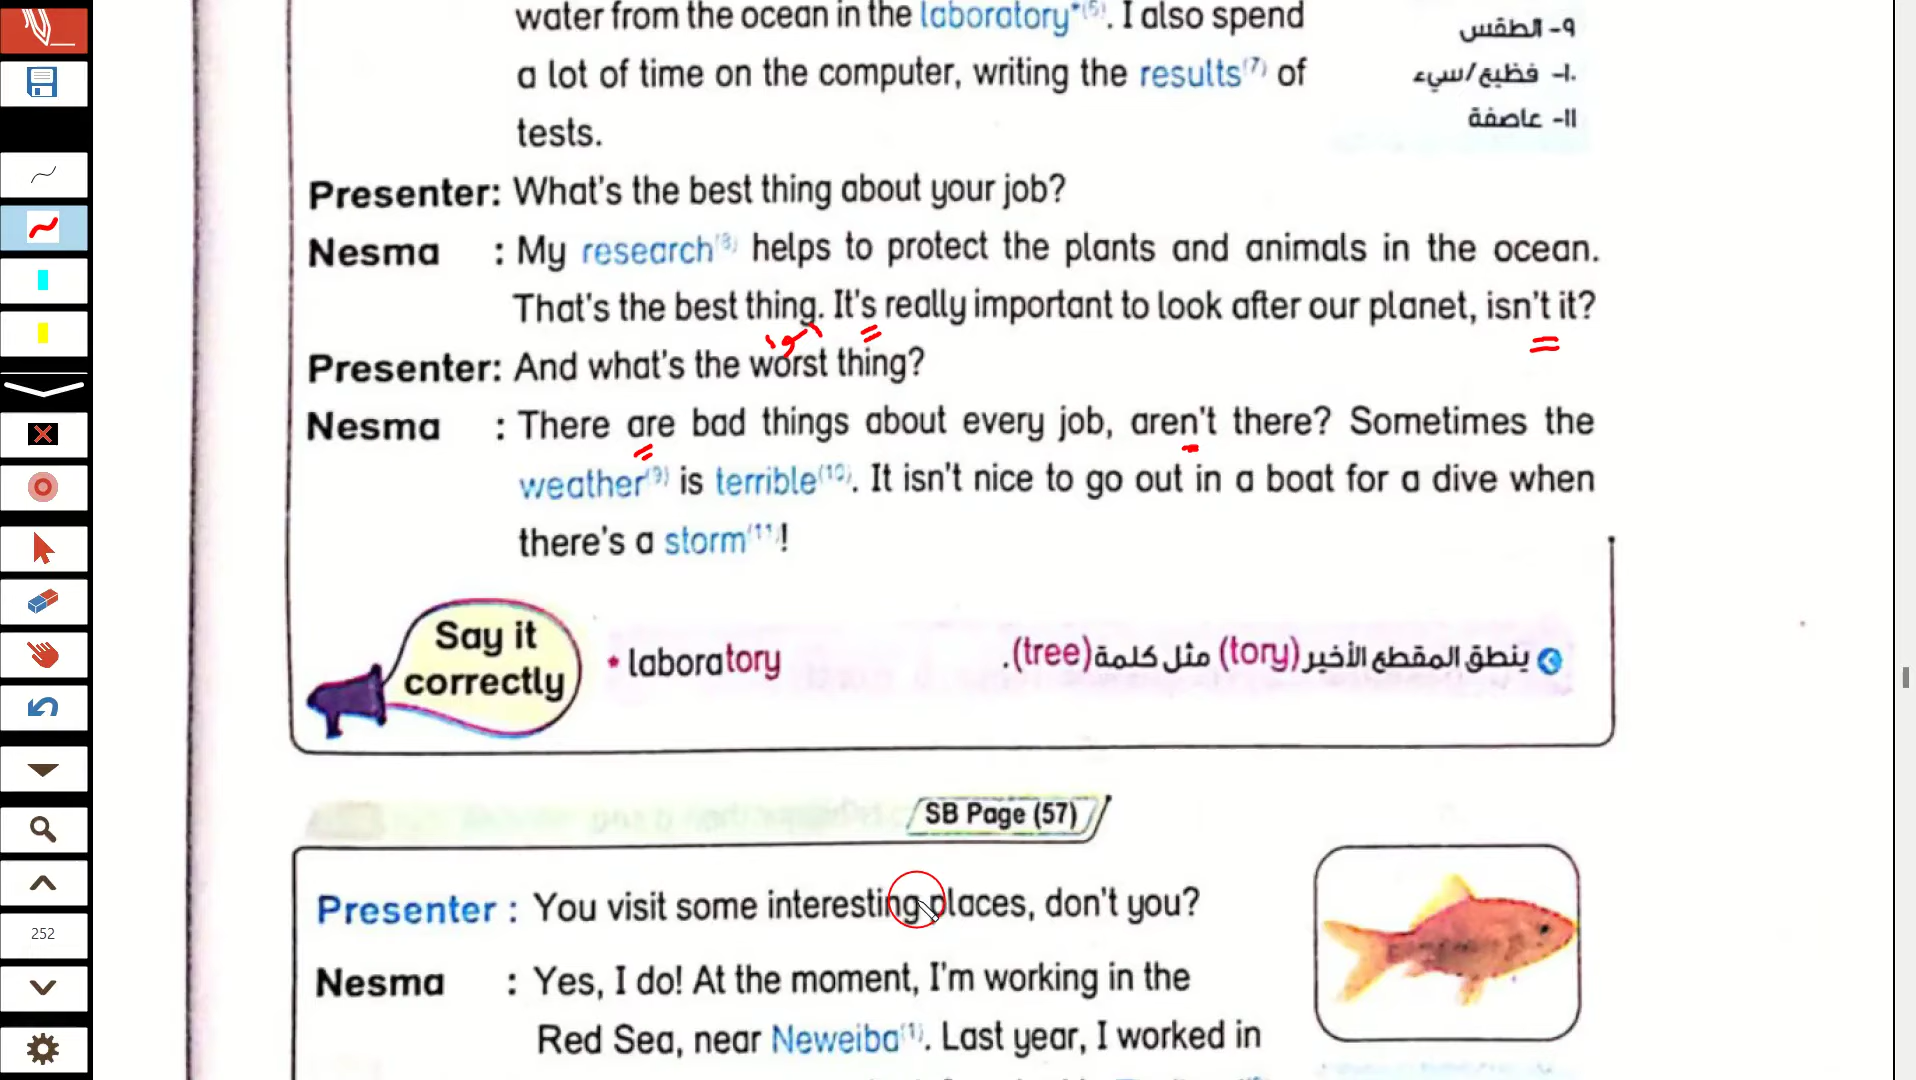 water from the ocean in the laboratory*(5). I also spend
a lot of time on the computer, writing the results(7) of
tests.
٩- الطقس
١٠- فظيع/سيء
١١- عاصفة
Presenter: What's the best thing about your job?
Nesma : My research(8) helps to protect the plants and animals in the ocean.
That's the best thing. It's really important to look after our planet, isn't it?
Presenter: And what's the worst thing?
Nesma : There are bad things about every job, aren't there? Sometimes the
weather(9) is terrible(10). It isn't nice to go out in a boat for a dive when
there's a storm(11)!
Say it
correctly
* laboratory
ينطق المقطع الأخير (tory) مثل كلمة (tree).
SB Page (57)
Presenter : You visit some interesting places, don't you?
Nesma : Yes, I do! At the moment, I'm working in the
Red Sea, near Neweiba(1). Last year, I worked in
252